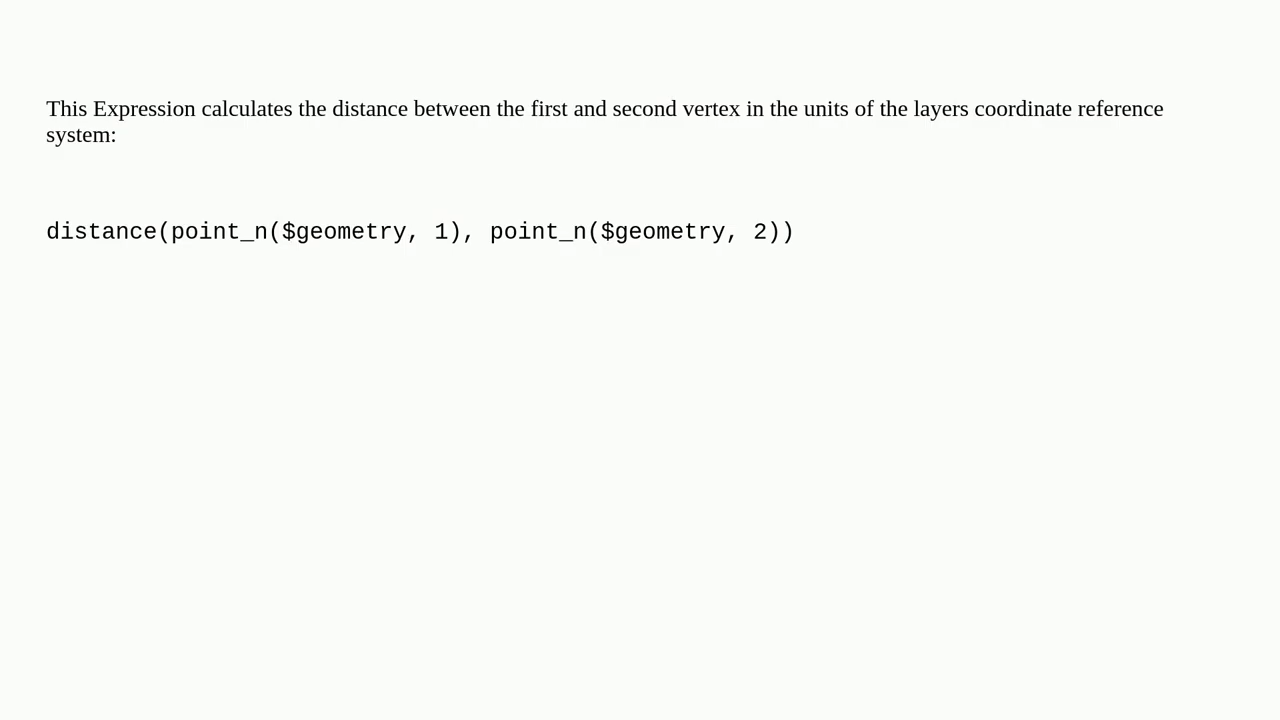 This Expression calculates the distance between the first and second vertex in the units of the layers coordinate reference
system:
distance(point_n($geometry, 1), point_n($geometry, 2))